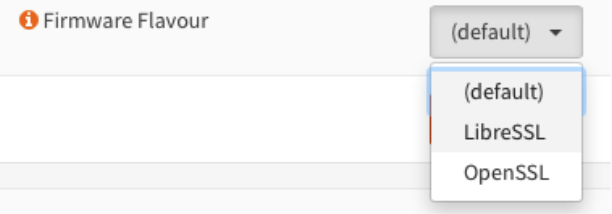 Firmware Flavour
(default)
(default)
LibreSSL
OpenSSL